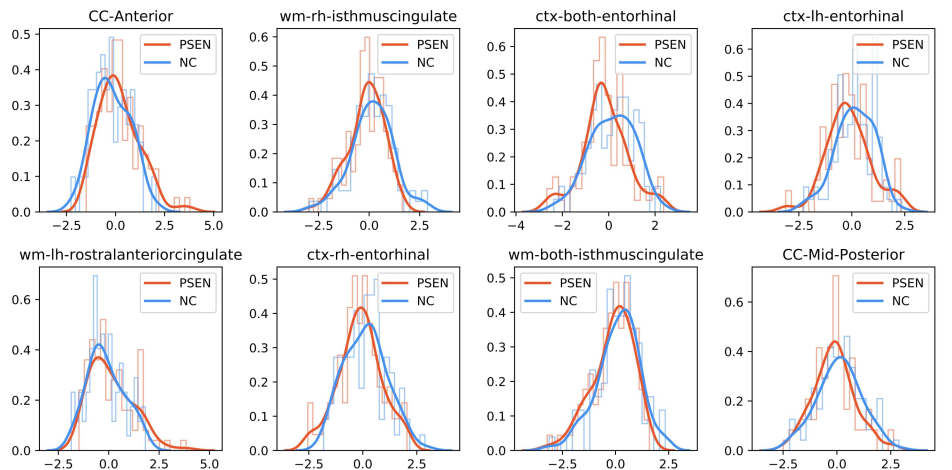 CC-Anterior
0.5
0.4
0.3
0.2
0.1
0.0
−2.5 0.0 2.5 5.0
PSEN
NC
wm-rh-isthmuscingulate
0.6
0.5
0.4
0.3
0.2
0.1
0.0
−2.5 0.0 2.5
PSEN
NC
ctx-both-entorhinal
0.6
0.5
0.4
0.3
0.2
0.1
0.0
−4 −2 0 2
PSEN
NC
ctx-lh-entorhinal
0.6
0.5
0.4
0.3
0.2
0.1
0.0
−2.5 0.0 2.5
PSEN
NC
wm-lh-rostralanteriorcingulate
0.6
0.4
0.2
0.0
−2.5 0.0 2.5 5.0
PSEN
NC
ctx-rh-entorhinal
0.5
0.4
0.3
0.2
0.1
0.0
−2.5 0.0 2.5
PSEN
NC
wm-both-isthmuscingulate
0.5
0.4
0.3
0.2
0.1
0.0
−2.5 0.0 2.5
PSEN
NC
CC-Mid-Posterior
0.6
0.4
0.2
0.0
−2.5 0.0 2.5
PSEN
NC